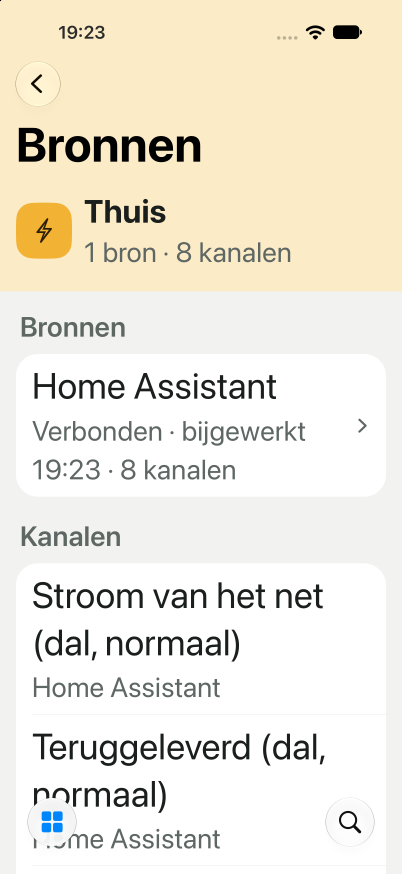 19:23
Bronnen
Thuis
1 bron · 8 kanalen
Bronnen
Home Assistant
Verbonden · bijgewerkt
19:23 · 8 kanalen
Kanalen
Stroom van het net
(dal, normaal)
Home Assistant
Teruggeleverd (dal,
normaal)
Home Assistant